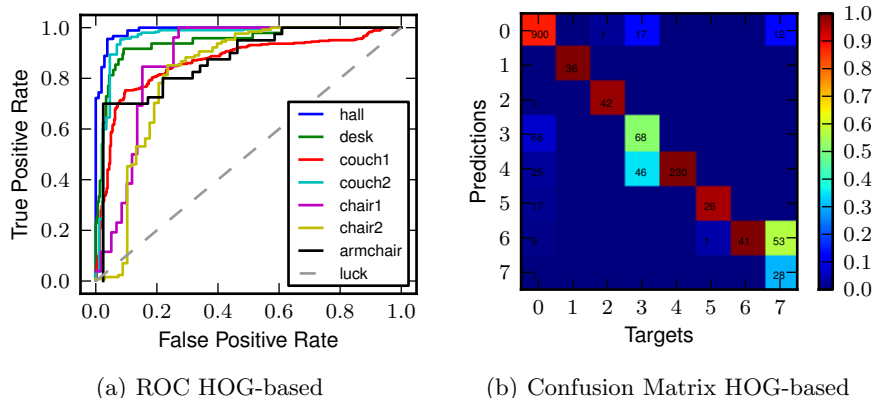 1.0
0.8
0.6
0.4
0.2
0.0
True Positive Rate
0.0 0.2 0.4 0.6 0.8 1.0
False Positive Rate
hall
desk
couch1
couch2
chair1
chair2
armchair
luck
(a) ROC HOG-based
Predictions
0 900 1 17 12
1 36
2 1 42
3 68
4 46 230
5 26
6 1 41 53
7 28
0 1 2 3 4 5 6 7
Targets
1.0
0.9
0.8
0.7
0.6
0.5
0.4
0.3
0.2
0.1
0.0
(b) Confusion Matrix HOG-based